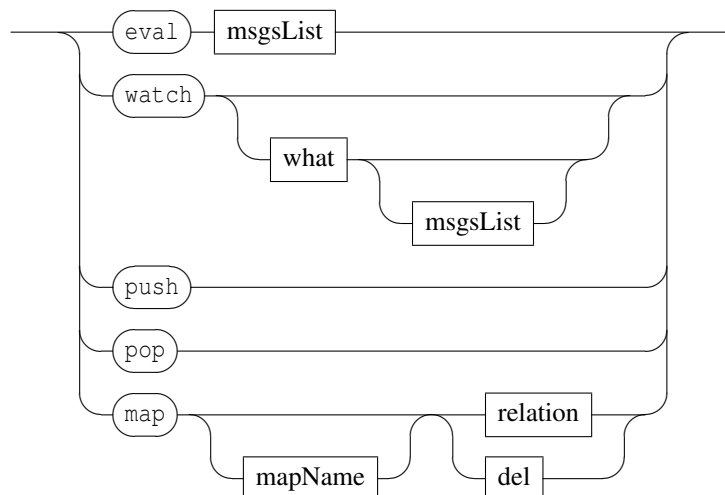 eval msgsList
watch
what
msgsList
push
pop
map relation
mapName del